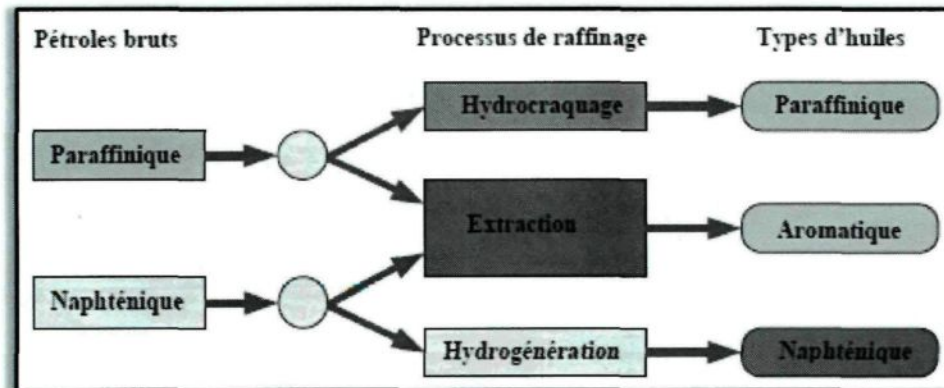 Pétroles bruts
Processus de raffinage
Types d'huiles
Hydrocraquage
Paraffinique
Paraffinique
Extraction
Aromatique
Naphténique
Hydrogénération
Naphténique